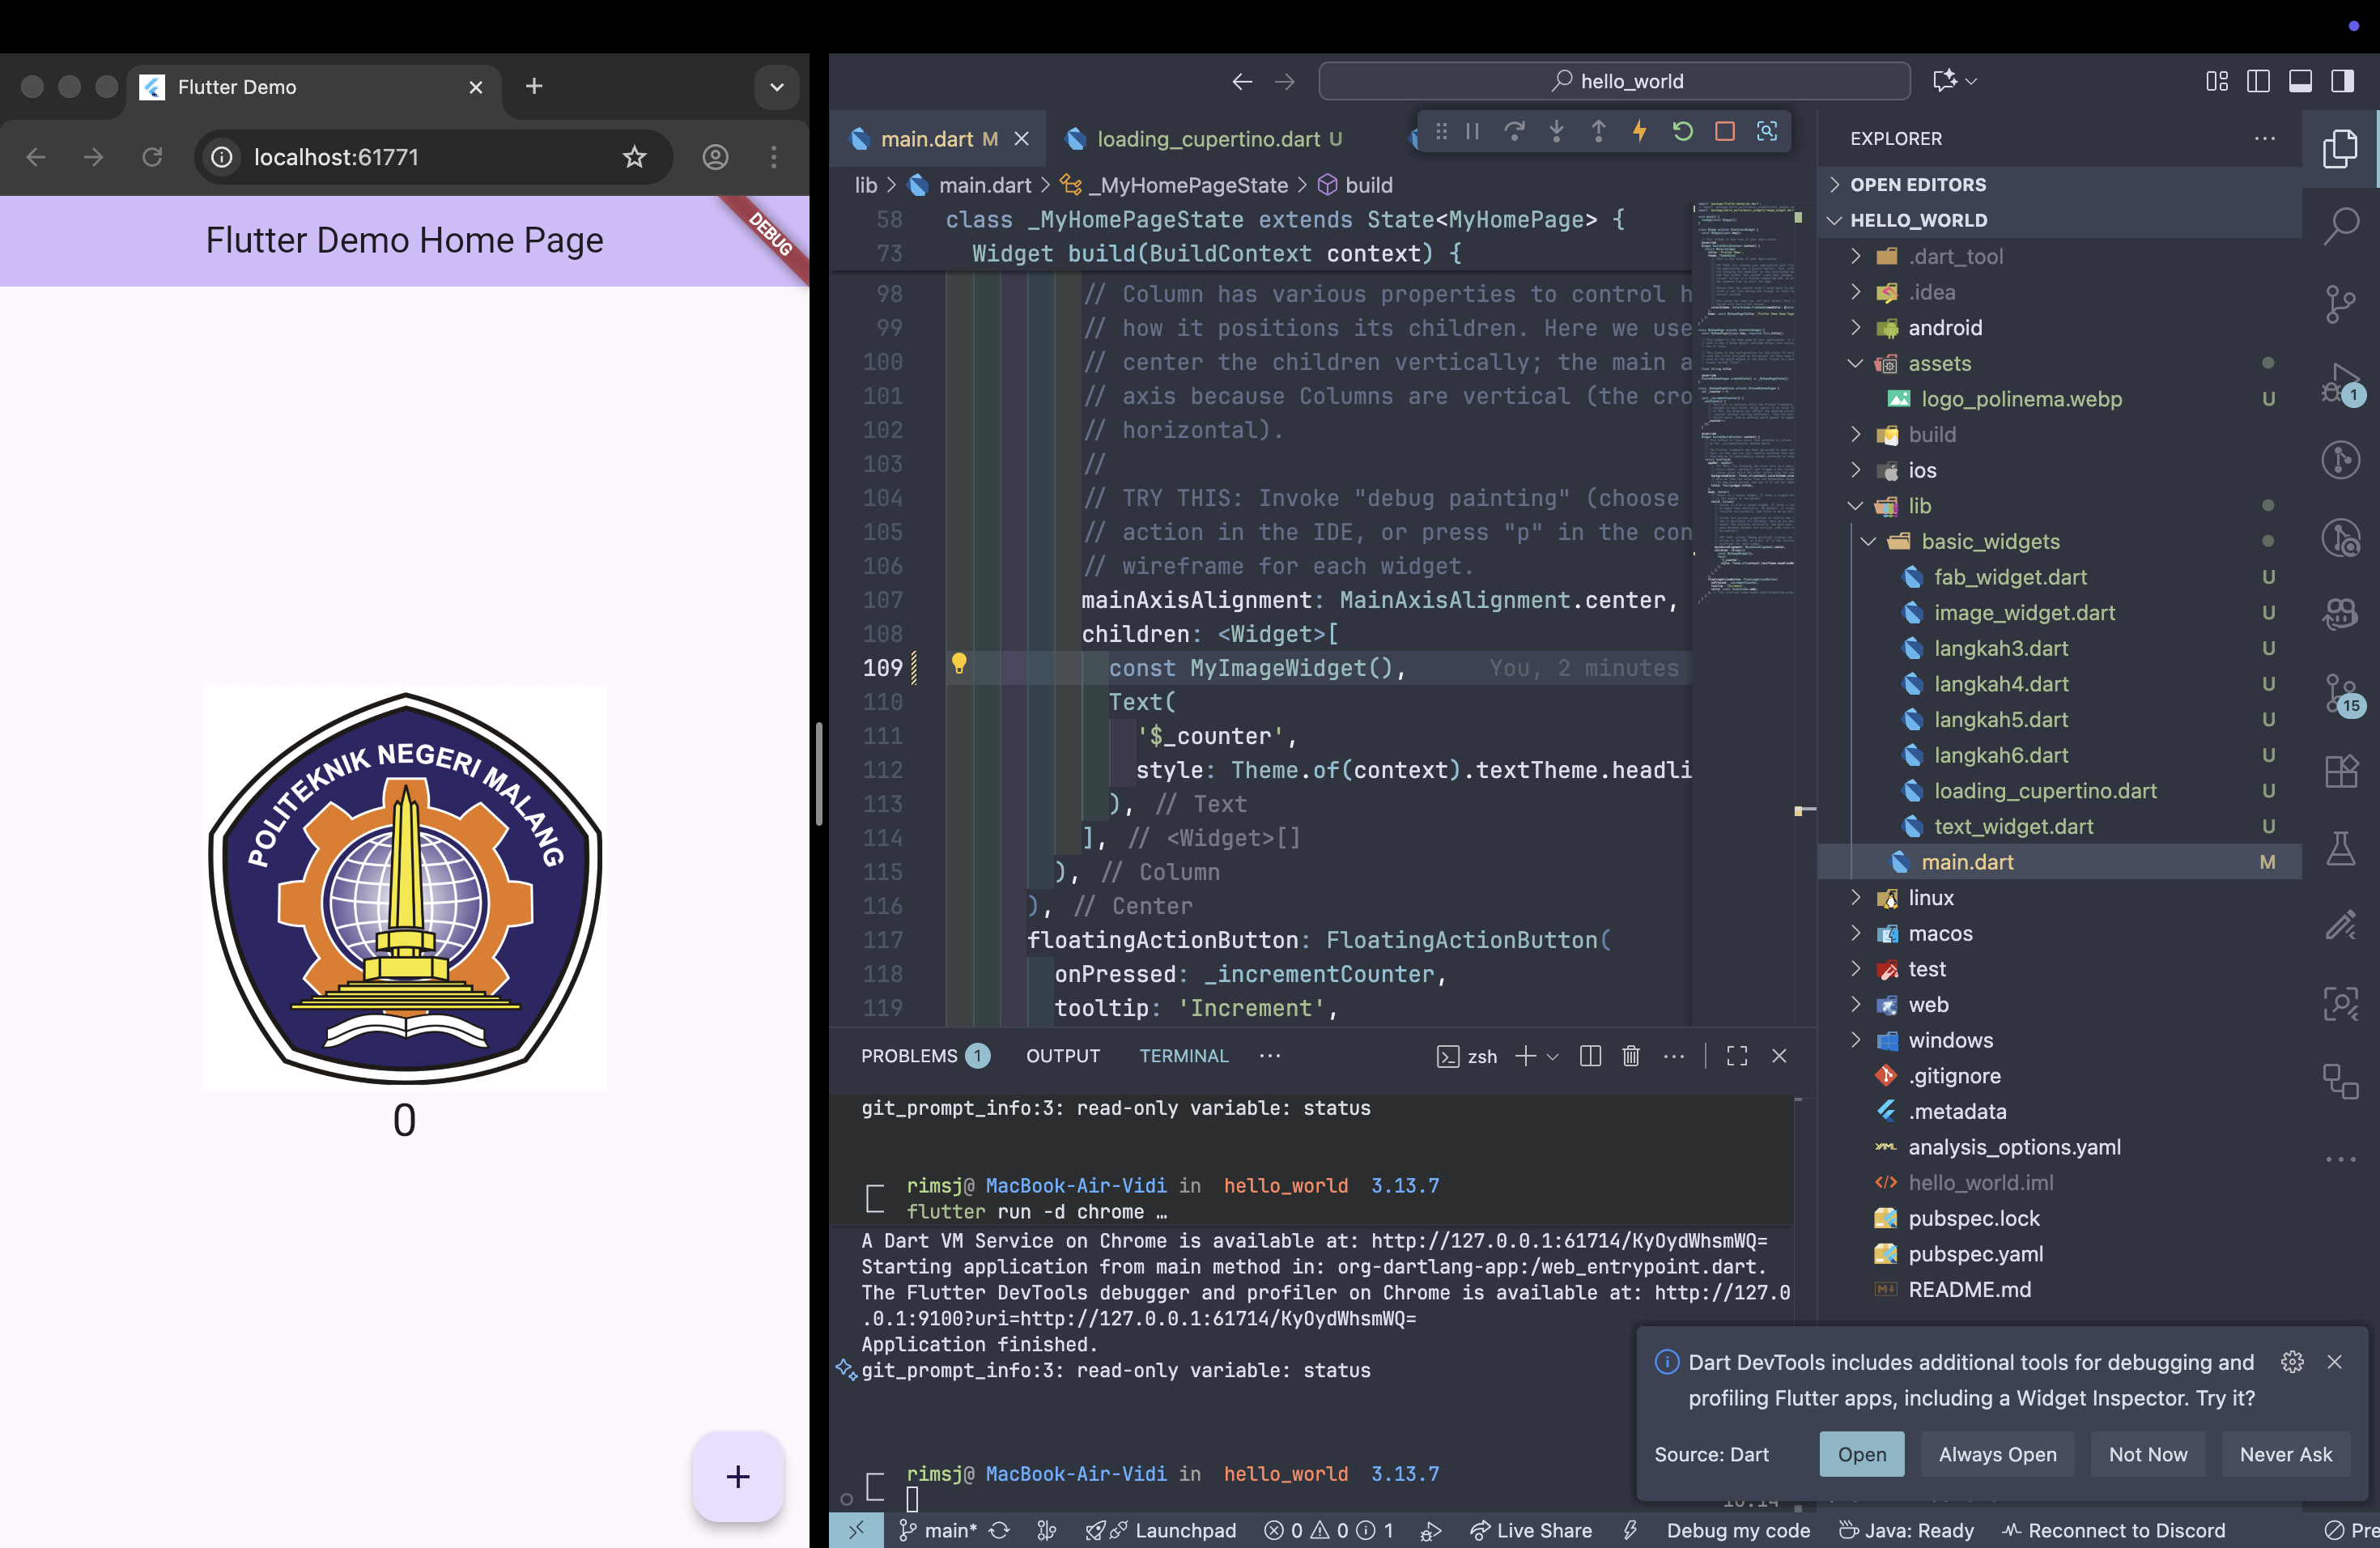 Flutter Demo
localhost:61771
Flutter Demo Home Page
DEBUG
POLITEKNIK NEGERI MALANG
0
+
hello_world
main.dart M
loading_cupertino.dart U
lib > main.dart > _MyHomePageState > build
58 class _MyHomePageState extends State<MyHomePage> {
73 Widget build(BuildContext context) {
98 // Column has various properties to control h
99 // how it positions its children. Here we use
100 // center the children vertically; the main a
101 // axis because Columns are vertical (the cro
102 // horizontal).
103 //
104 // TRY THIS: Invoke "debug painting" (choose
105 // action in the IDE, or press "p" in the con
106 // wireframe for each widget.
107 mainAxisAlignment: MainAxisAlignment.center,
108 children: <Widget>[
109 const MyImageWidget(), You, 2 minutes
110 Text(
111 '$_counter',
112 style: Theme.of(context).textTheme.headli
113 ), // Text
114 ], // <Widget>[]
115 ), // Column
116 ), // Center
117 floatingActionButton: FloatingActionButton(
118 onPressed: _incrementCounter,
119 tooltip: 'Increment',
PROBLEMS 1 OUTPUT TERMINAL ··· zsh
git_prompt_info:3: read-only variable: status
rimsj@ MacBook-Air-Vidi in hello_world 3.13.7
flutter run -d chrome …
A Dart VM Service on Chrome is available at: http://127.0.0.1:61714/KyOydWhsmWQ=
Starting application from main method in: org-dartlang-app:/web_entrypoint.dart.
The Flutter DevTools debugger and profiler on Chrome is available at: http://127.0
.0.1:9100?uri=http://127.0.0.1:61714/KyOydWhsmWQ=
Application finished.
git_prompt_info:3: read-only variable: status
rimsj@ MacBook-Air-Vidi in hello_world 3.13.7
EXPLORER
OPEN EDITORS
HELLO_WORLD
.dart_tool
.idea
android
assets
logo_polinema.webp U
build
ios
lib
basic_widgets
fab_widget.dart U
image_widget.dart U
langkah3.dart U
langkah4.dart U
langkah5.dart U
langkah6.dart U
loading_cupertino.dart U
text_widget.dart U
main.dart M
linux
macos
test
web
windows
.gitignore
.metadata
analysis_options.yaml
hello_world.iml
pubspec.lock
pubspec.yaml
README.md
1
15
Dart DevTools includes additional tools for debugging and
profiling Flutter apps, including a Widget Inspector. Try it?
Source: Dart
Open
Always Open
Not Now
Never Ask
main* Launchpad 0 0 1 Live Share Debug my code Java: Ready Reconnect to Discord Pre